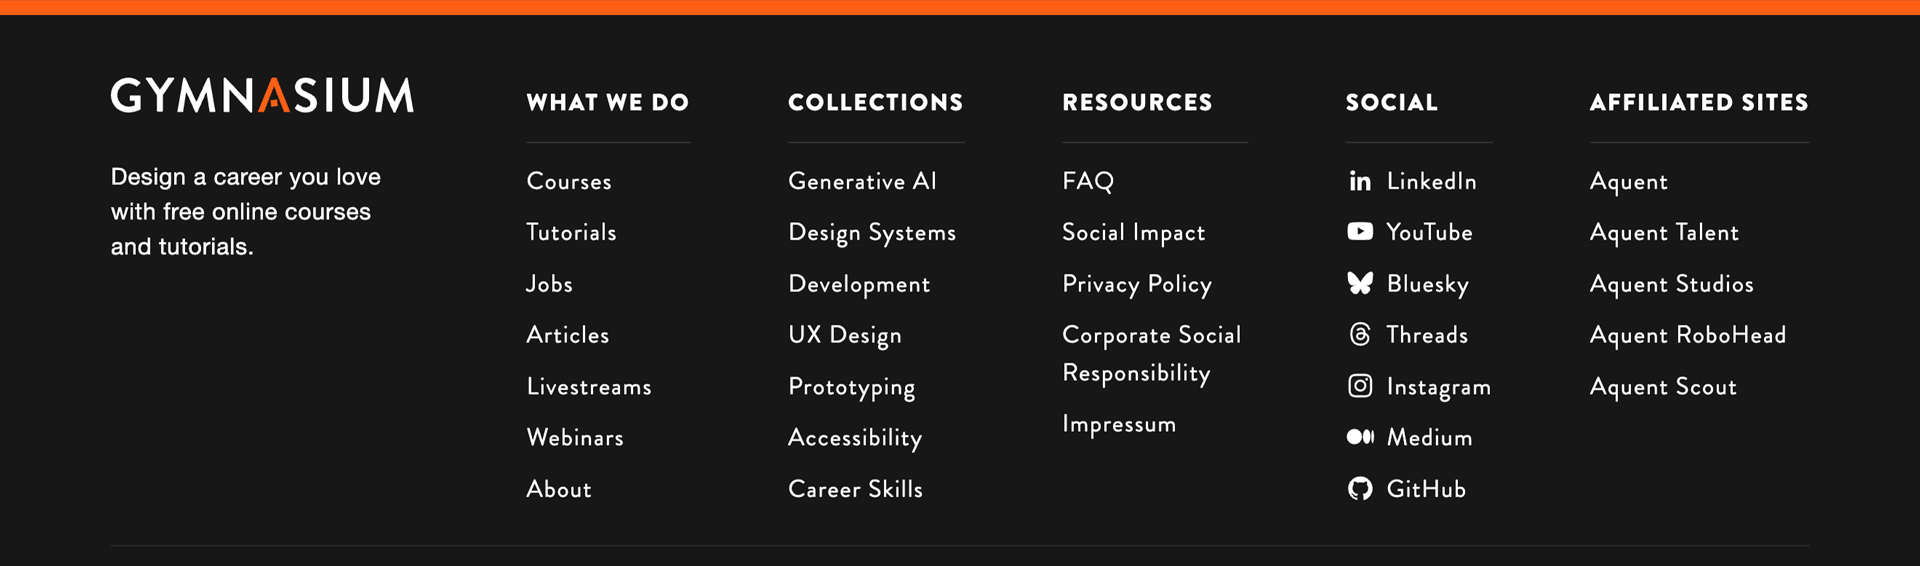 GYMNASIUM
Design a career you love
with free online courses
and tutorials.
WHAT WE DO
Courses
Tutorials
Jobs
Articles
Livestreams
Webinars
About
COLLECTIONS
Generative AI
Design Systems
Development
UX Design
Prototyping
Accessibility
Career Skills
RESOURCES
FAQ
Social Impact
Privacy Policy
Corporate Social
Responsibility
Impressum
SOCIAL
LinkedIn
YouTube
Bluesky
Threads
Instagram
Medium
GitHub
AFFILIATED SITES
Aquent
Aquent Talent
Aquent Studios
Aquent RoboHead
Aquent Scout